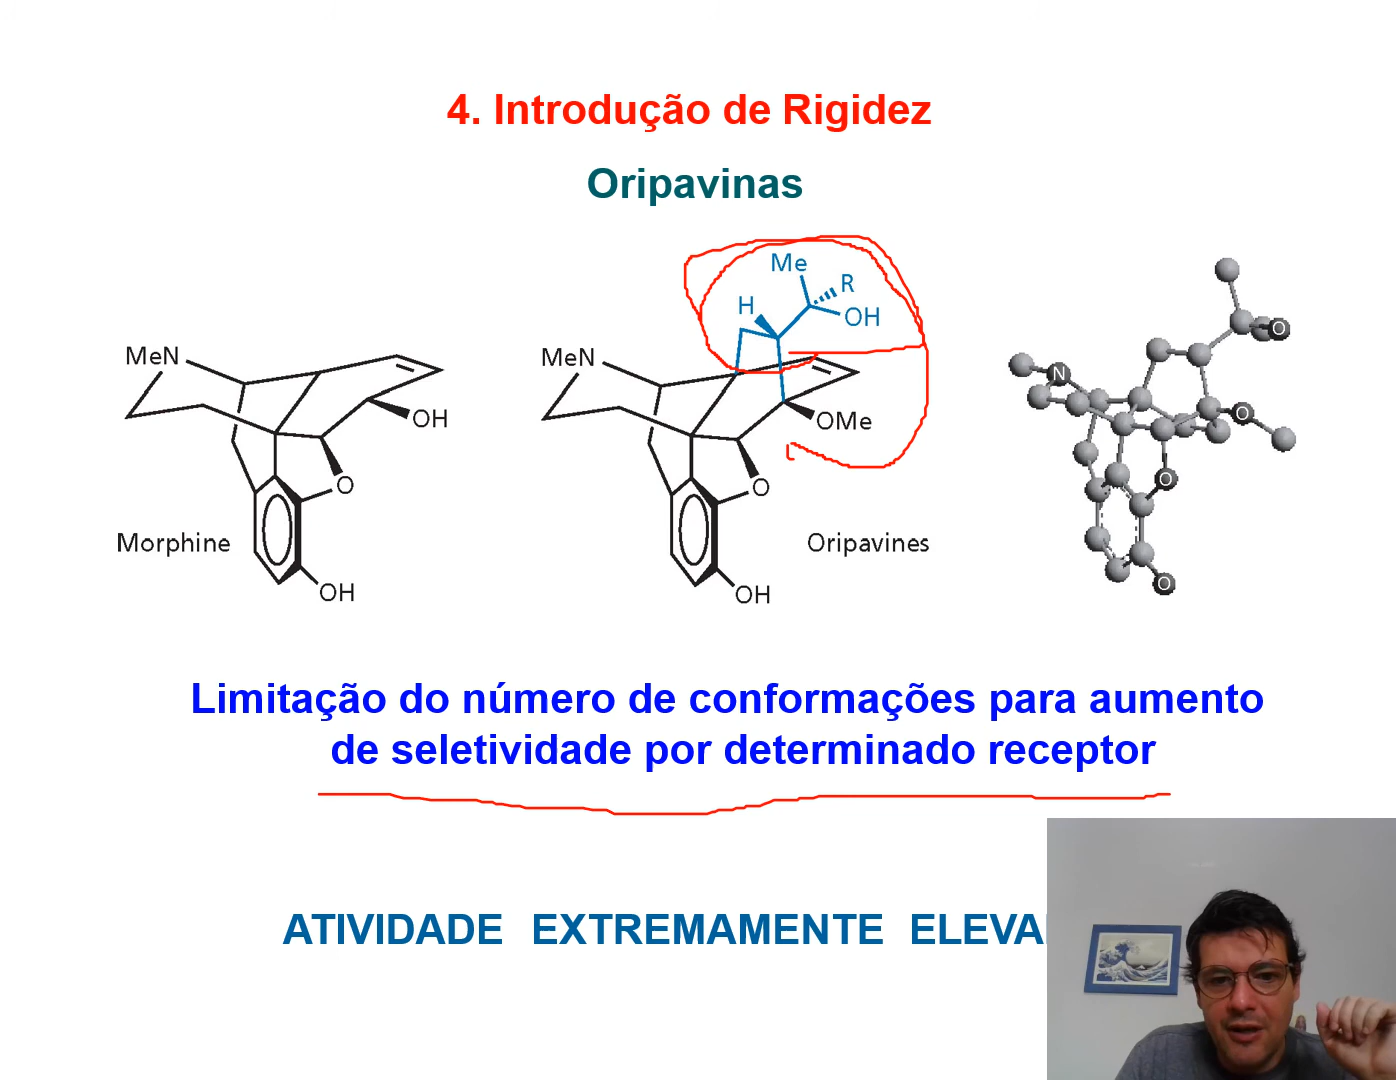 4. Introdução de Rigidez
Oripavinas
Me
R
H
OH
MeN
OH
O
Morphine
OH
MeN
OMe
O
Oripavines
OH
N
O
O
O
O
Limitação do número de conformações para aumento
de seletividade por determinado receptor
ATIVIDADE EXTREMAMENTE